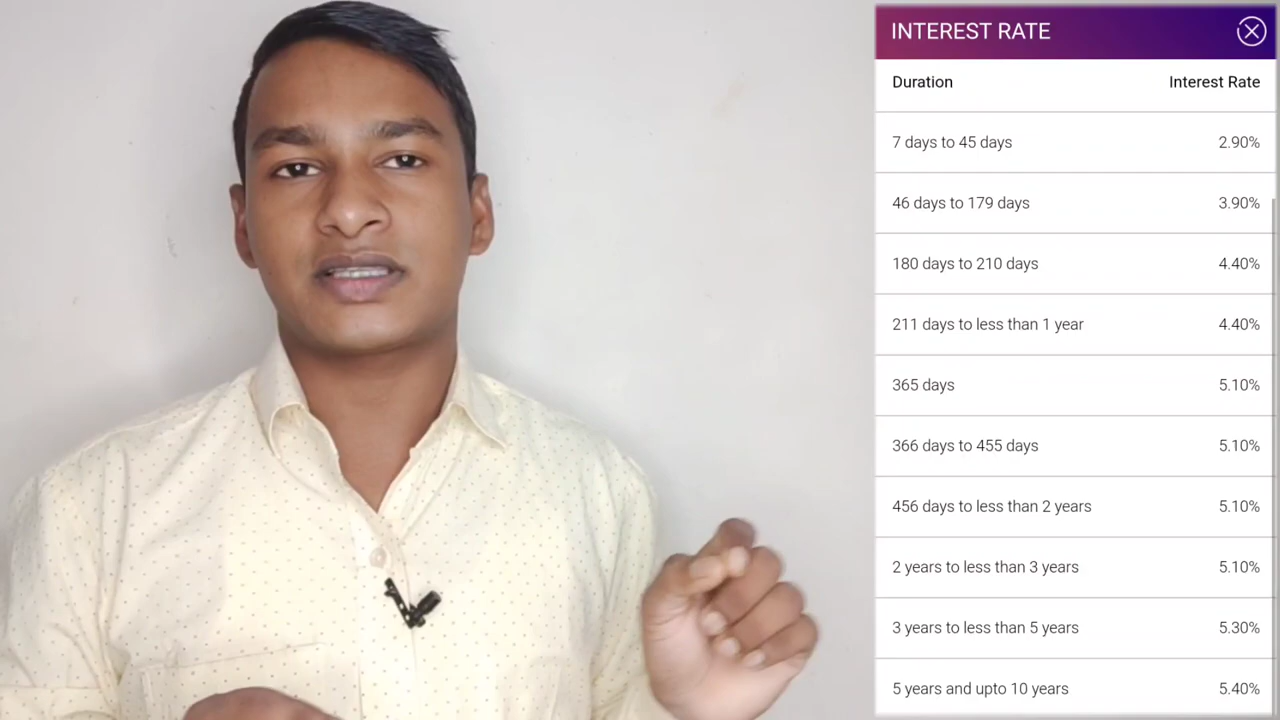 INTEREST RATE
Duration Interest Rate
7 days to 45 days 2.90%
46 days to 179 days 3.90%
180 days to 210 days 4.40%
211 days to less than 1 year 4.40%
365 days 5.10%
366 days to 455 days 5.10%
456 days to less than 2 years 5.10%
2 years to less than 3 years 5.10%
3 years to less than 5 years 5.30%
5 years and upto 10 years 5.40%